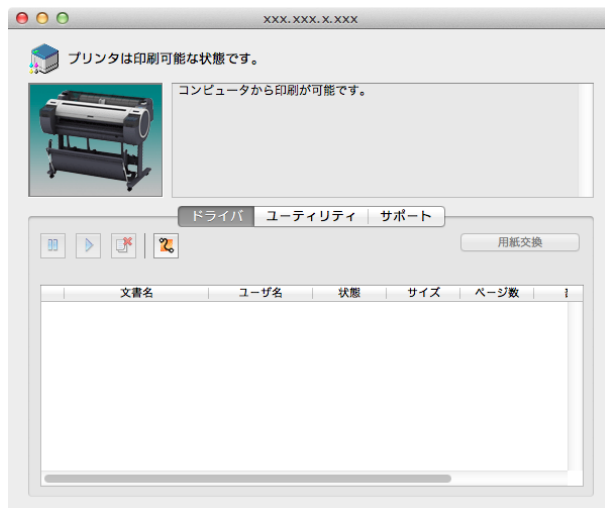 xxx.xxx.x.xxx
プリンタは印刷可能な状態です。
コンピュータから印刷が可能です。
ドライバ ユーティリティ サポート
用紙交換
文書名 ユーザ名 状態 サイズ ページ数